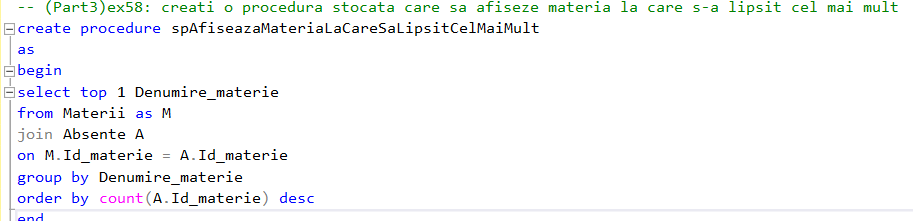 -- (Part3)ex58: creati o procedura stocata care sa afiseze materia la care s-a lipsit cel mai mult
create procedure spAfiseazaMateriaLaCareSaLipsitCelMaiMult
as
begin
select top 1 Denumire_materie
from Materii as M
join Absente A
on M.Id_materie = A.Id_materie
group by Denumire_materie
order by count(A.Id_materie) desc
end